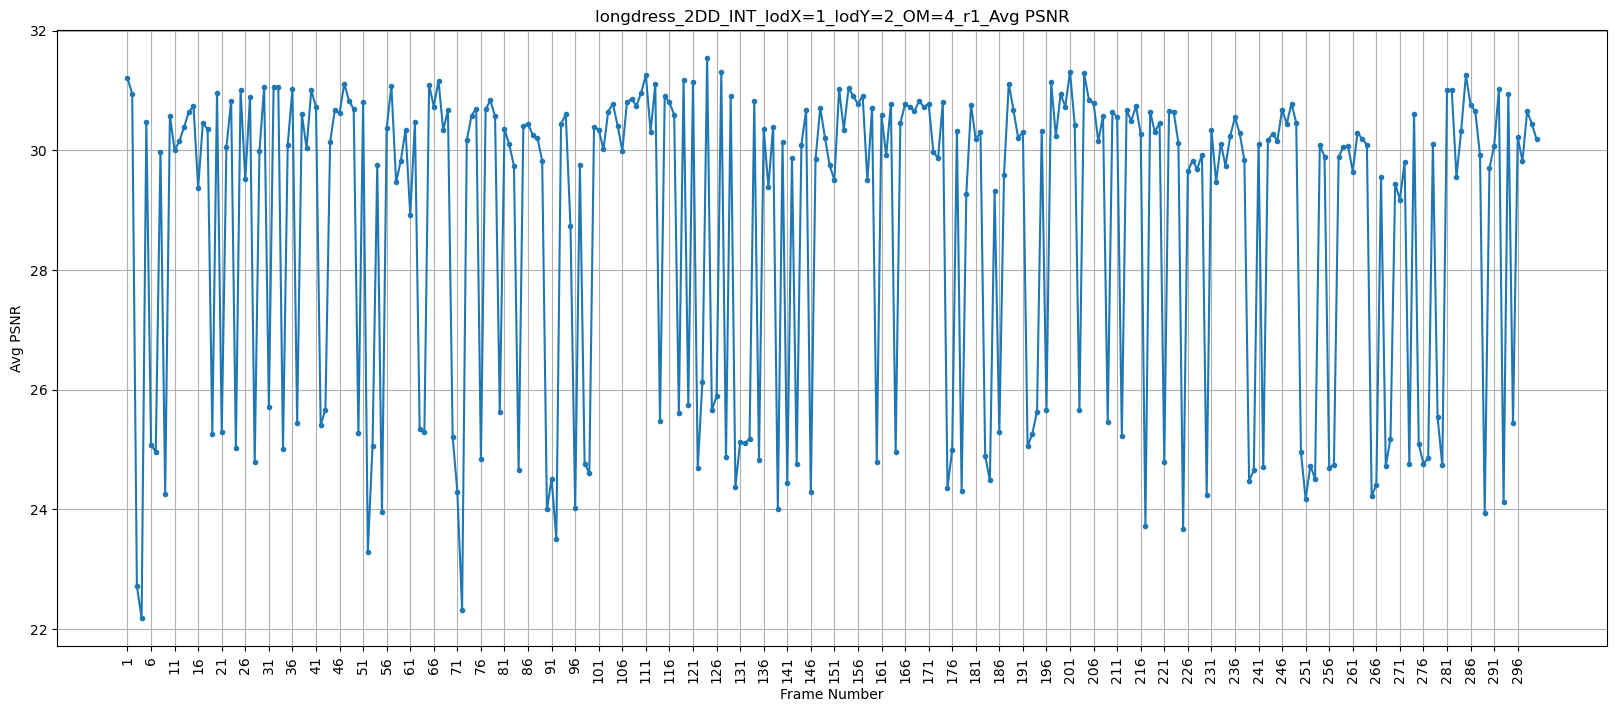 longdress_2DD_INT_lodX=1_lodY=2_OM=4_r1_Avg PSNR
32
30
28
26
24
22
Avg PSNR
1 6 11 16 21 26 31 36 41 46 51 56 61 66 71 76 81 86 91 96 101 106 111 116 121 126 131 136 141 146 151 156 161 166 171 176 181 186 191 196 201 206 211 216 221 226 231 236 241 246 251 256 261 266 271 276 281 286 291 296
Frame Number